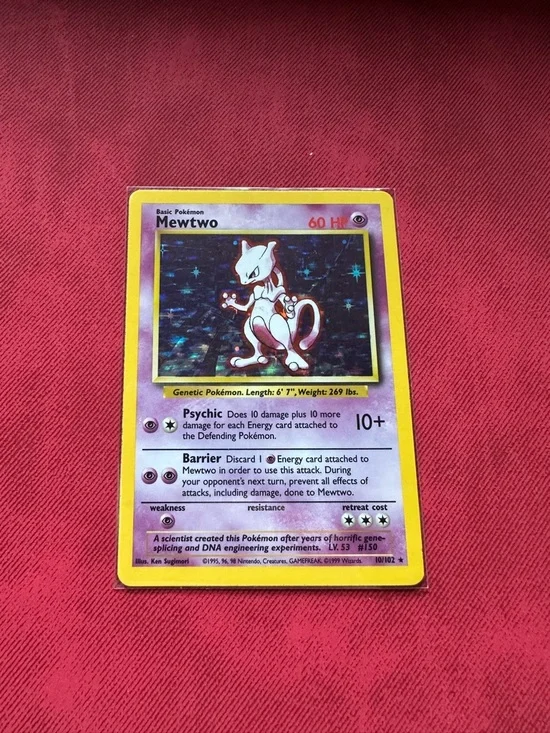 Basic Pokémon
Mewtwo 60 HP
Genetic Pokémon. Length: 6' 7", Weight: 269 lbs.
Psychic Does 10 damage plus 10 more
damage for each Energy card attached to
the Defending Pokémon.
10+
Barrier Discard 1 Energy card attached to
Mewtwo in order to use this attack. During
your opponent's next turn, prevent all effects of
attacks, including damage, done to Mewtwo.
weakness resistance retreat cost
A scientist created this Pokémon after years of horrific gene-
splicing and DNA engineering experiments. LV. 53 #150
Illus. Ken Sugimori ©1995, 96, 98 Nintendo, Creatures, GAMEFREAK. ©1999 Wizards. 10/102